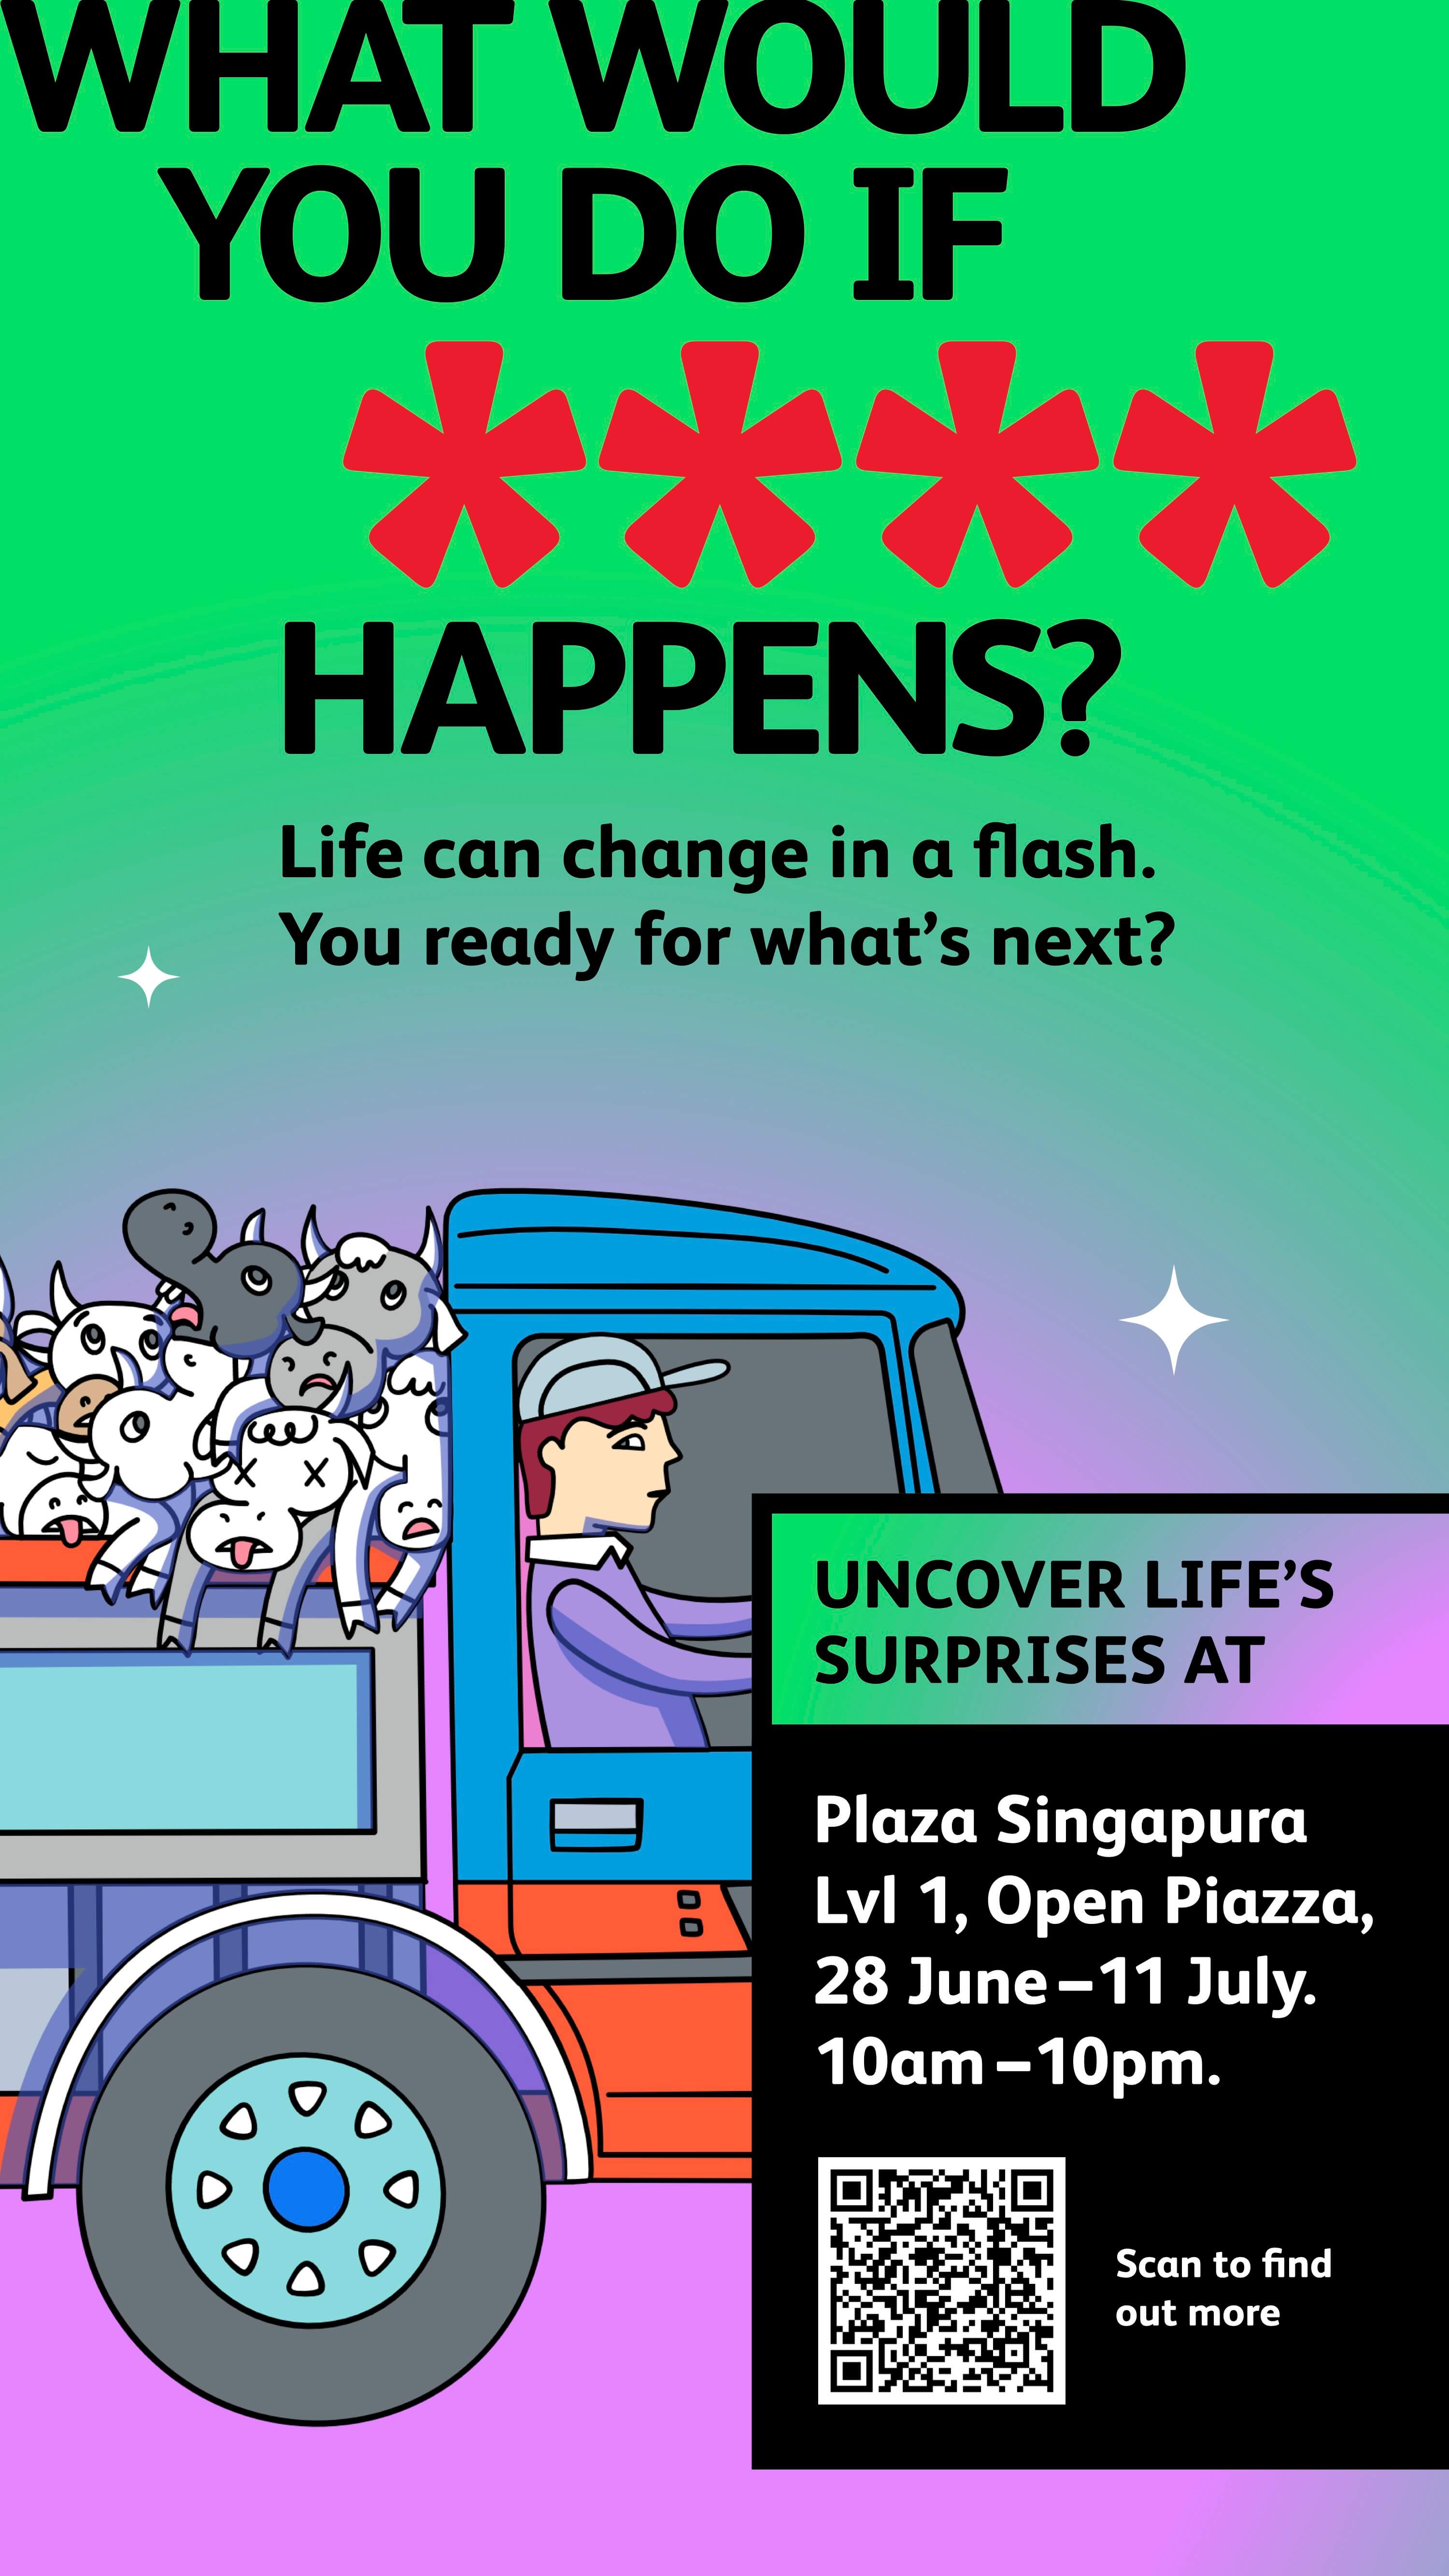 WHAT WOULD
YOU DO IF
****
HAPPENS?
Life can change in a flash.
You ready for what’s next?
UNCOVER LIFE’S
SURPRISES AT
Plaza Singapura
Lvl 1, Open Piazza,
28 June–11 July.
10am–10pm.
Scan to find
out more